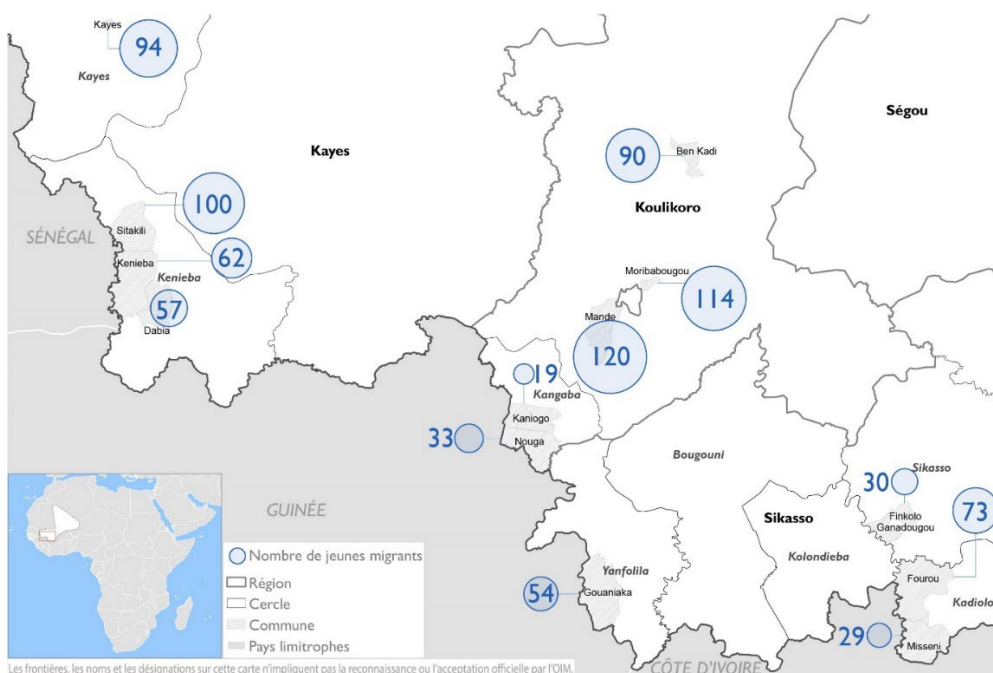 Kayes
94
Kayes
Ségou
Kayes
90
Ben Kadi
Koulikoro
100
SÉNÉGAL
Sitakili
62
Kenieba
Kenieba
57
Dabia
Moribabougou
114
Mande
120
19
Kangaba
Kaniogo
33
Nouga
Bougouni
Sikasso
30
73
Finkolo
Ganadougou
GUINÉE
Sikasso
Kolondieba
Yanfolila
Gouaniaka
54
Fourou
Kadiolo
29
Misseni
Nombre de jeunes migrants
Région
Cercle
Commune
Pays limitrophes
CÔTE D'IVOIRE
Les frontières, les noms et les désignations sur cette carte n'impliquent pas la reconnaissance ou l'acceptation officielle par l'OIM.